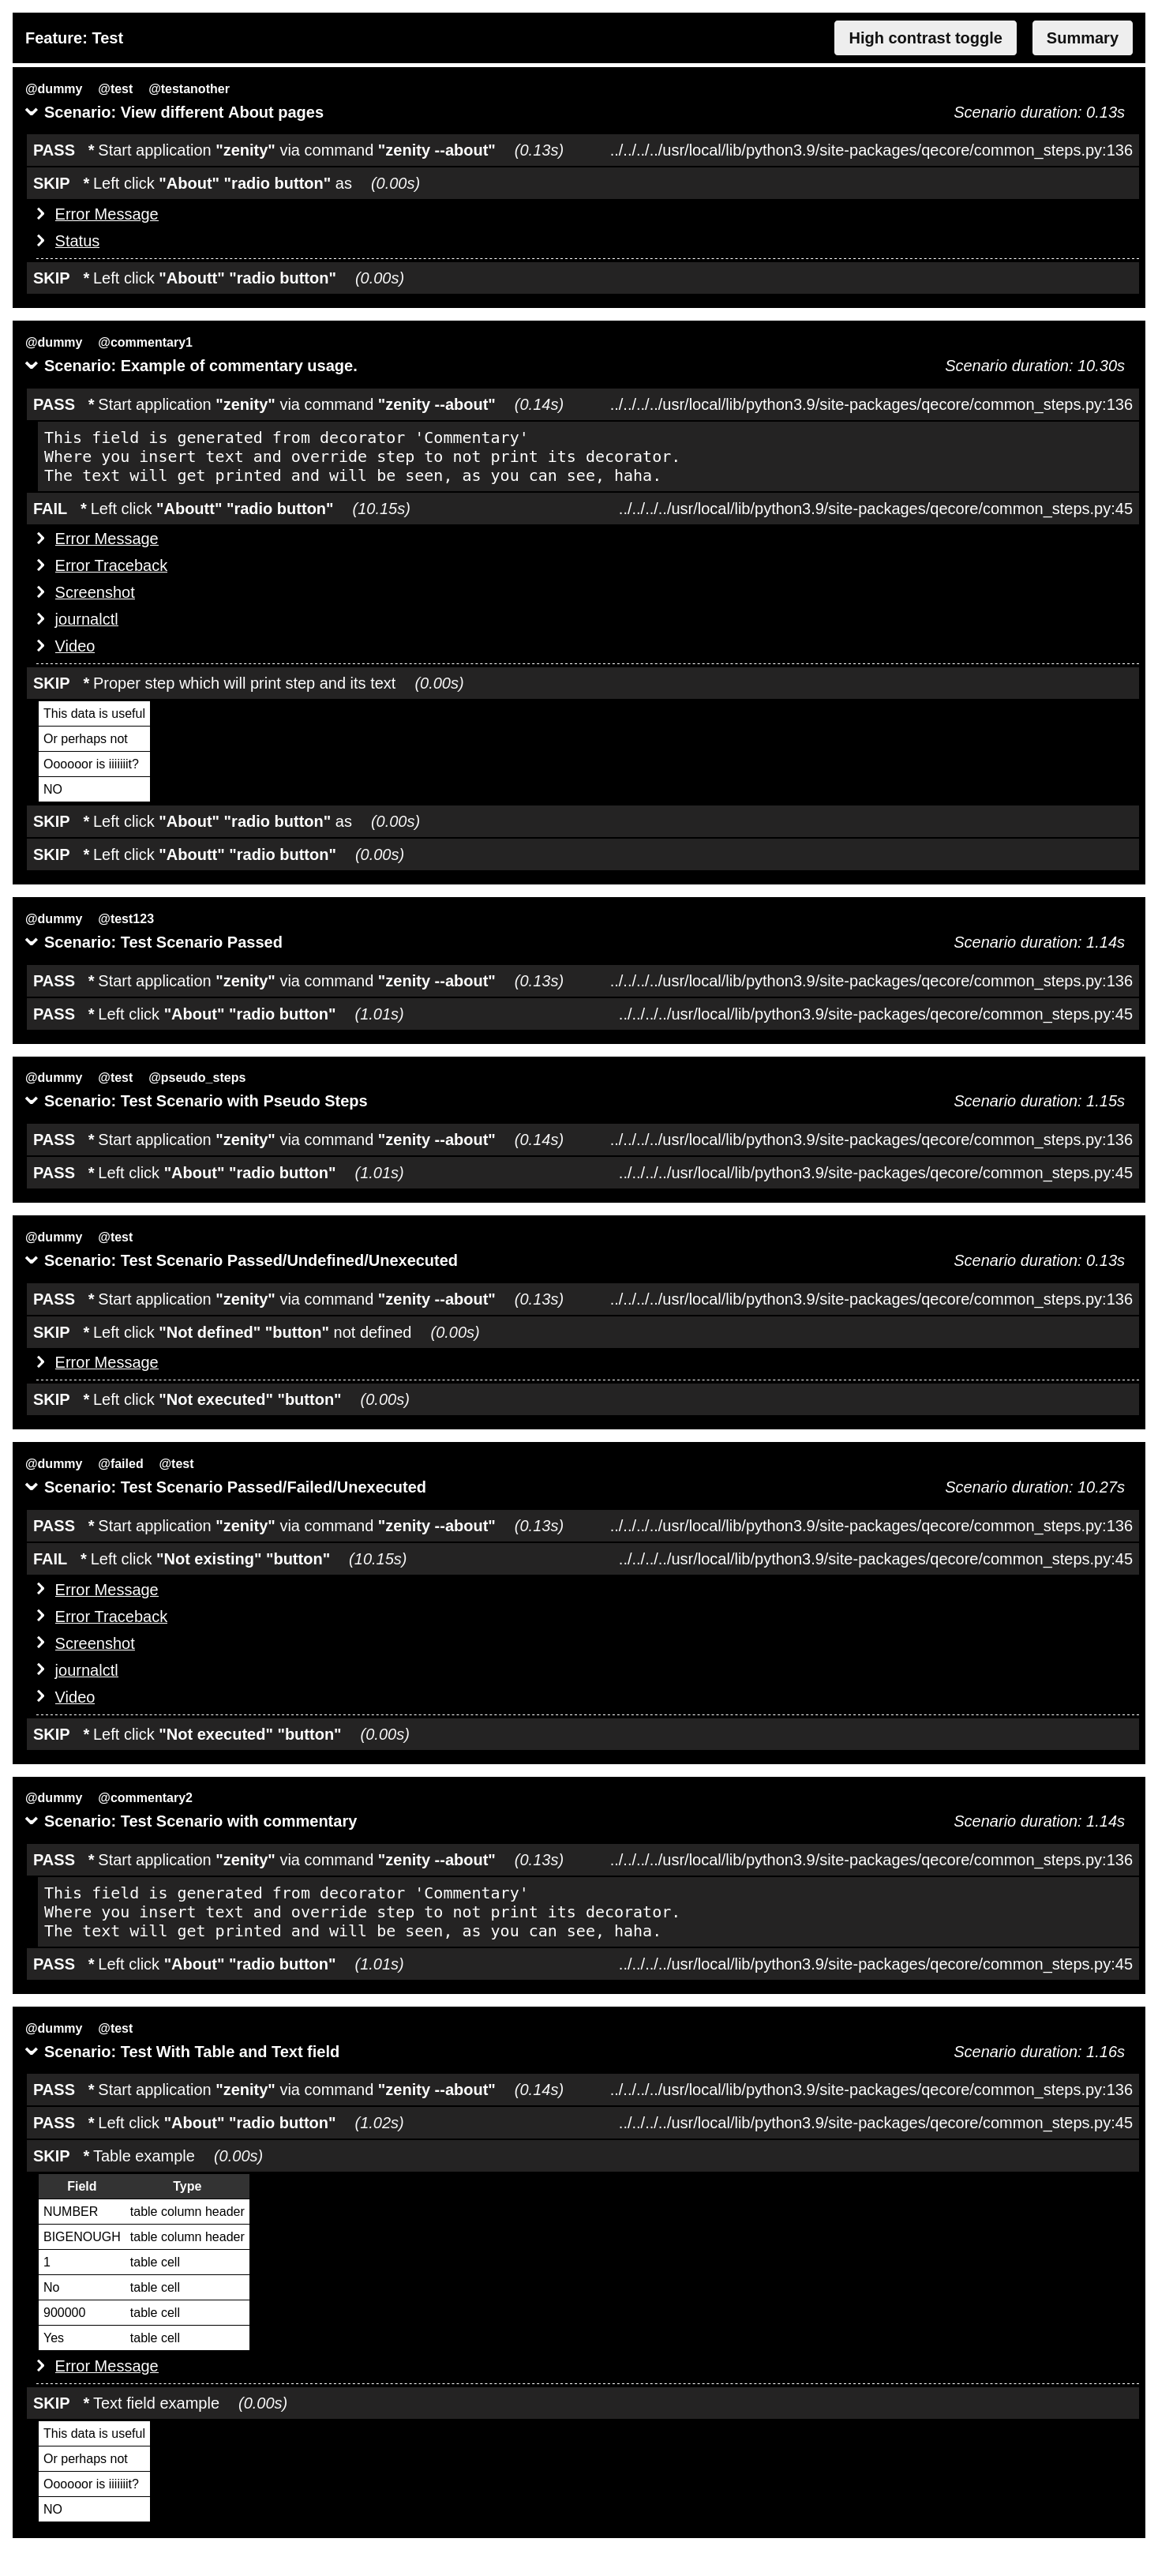 Feature: Test
High contrast toggle
Summary
@dummy @test @testanother
Scenario: View different About pages Scenario duration: 0.13s
PASS * Start application "zenity" via command "zenity --about" (0.13s) ../../../../usr/local/lib/python3.9/site-packages/qecore/common_steps.py:136
SKIP * Left click "About" "radio button" as (0.00s)
Error Message
Status
SKIP * Left click "Aboutt" "radio button" (0.00s)
@dummy @commentary1
Scenario: Example of commentary usage. Scenario duration: 10.30s
PASS * Start application "zenity" via command "zenity --about" (0.14s) ../../../../usr/local/lib/python3.9/site-packages/qecore/common_steps.py:136
This field is generated from decorator 'Commentary'
Where you insert text and override step to not print its decorator.
The text will get printed and will be seen, as you can see, haha.
FAIL * Left click "Aboutt" "radio button" (10.15s) ../../../../usr/local/lib/python3.9/site-packages/qecore/common_steps.py:45
Error Message
Error Traceback
Screenshot
journalctl
Video
SKIP * Proper step which will print step and its text (0.00s)
This data is useful
Or perhaps not
Oooooor is iiiiiiit?
NO
SKIP * Left click "About" "radio button" as (0.00s)
SKIP * Left click "Aboutt" "radio button" (0.00s)
@dummy @test123
Scenario: Test Scenario Passed Scenario duration: 1.14s
PASS * Start application "zenity" via command "zenity --about" (0.13s) ../../../../usr/local/lib/python3.9/site-packages/qecore/common_steps.py:136
PASS * Left click "About" "radio button" (1.01s) ../../../../usr/local/lib/python3.9/site-packages/qecore/common_steps.py:45
@dummy @test @pseudo_steps
Scenario: Test Scenario with Pseudo Steps Scenario duration: 1.15s
PASS * Start application "zenity" via command "zenity --about" (0.14s) ../../../../usr/local/lib/python3.9/site-packages/qecore/common_steps.py:136
PASS * Left click "About" "radio button" (1.01s) ../../../../usr/local/lib/python3.9/site-packages/qecore/common_steps.py:45
@dummy @test
Scenario: Test Scenario Passed/Undefined/Unexecuted Scenario duration: 0.13s
PASS * Start application "zenity" via command "zenity --about" (0.13s) ../../../../usr/local/lib/python3.9/site-packages/qecore/common_steps.py:136
SKIP * Left click "Not defined" "button" not defined (0.00s)
Error Message
SKIP * Left click "Not executed" "button" (0.00s)
@dummy @failed @test
Scenario: Test Scenario Passed/Failed/Unexecuted Scenario duration: 10.27s
PASS * Start application "zenity" via command "zenity --about" (0.13s) ../../../../usr/local/lib/python3.9/site-packages/qecore/common_steps.py:136
FAIL * Left click "Not existing" "button" (10.15s) ../../../../usr/local/lib/python3.9/site-packages/qecore/common_steps.py:45
Error Message
Error Traceback
Screenshot
journalctl
Video
SKIP * Left click "Not executed" "button" (0.00s)
@dummy @commentary2
Scenario: Test Scenario with commentary Scenario duration: 1.14s
PASS * Start application "zenity" via command "zenity --about" (0.13s) ../../../../usr/local/lib/python3.9/site-packages/qecore/common_steps.py:136
This field is generated from decorator 'Commentary'
Where you insert text and override step to not print its decorator.
The text will get printed and will be seen, as you can see, haha.
PASS * Left click "About" "radio button" (1.01s) ../../../../usr/local/lib/python3.9/site-packages/qecore/common_steps.py:45
@dummy @test
Scenario: Test With Table and Text field Scenario duration: 1.16s
PASS * Start application "zenity" via command "zenity --about" (0.14s) ../../../../usr/local/lib/python3.9/site-packages/qecore/common_steps.py:136
PASS * Left click "About" "radio button" (1.02s) ../../../../usr/local/lib/python3.9/site-packages/qecore/common_steps.py:45
SKIP * Table example (0.00s)
Field Type
NUMBER table column header
BIGENOUGH table column header
1 table cell
No table cell
900000 table cell
Yes table cell
Error Message
SKIP * Text field example (0.00s)
This data is useful
Or perhaps not
Oooooor is iiiiiiit?
NO